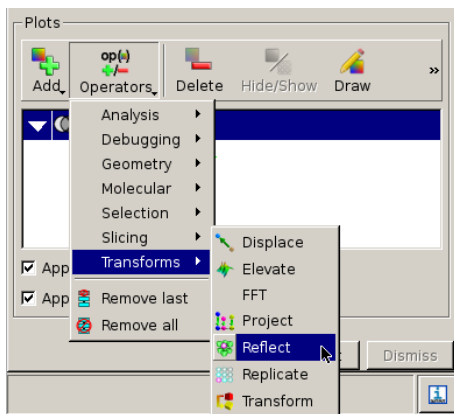 Plots
op(•)
+/-
Add Operators Delete Hide/Show Draw »
Analysis
Debugging
Geometry
Molecular
Selection
Slicing
Transforms
Displace
Elevate
FFT
Project
Reflect
Replicate
Transform
App
App
Remove last
Remove all
Dismiss